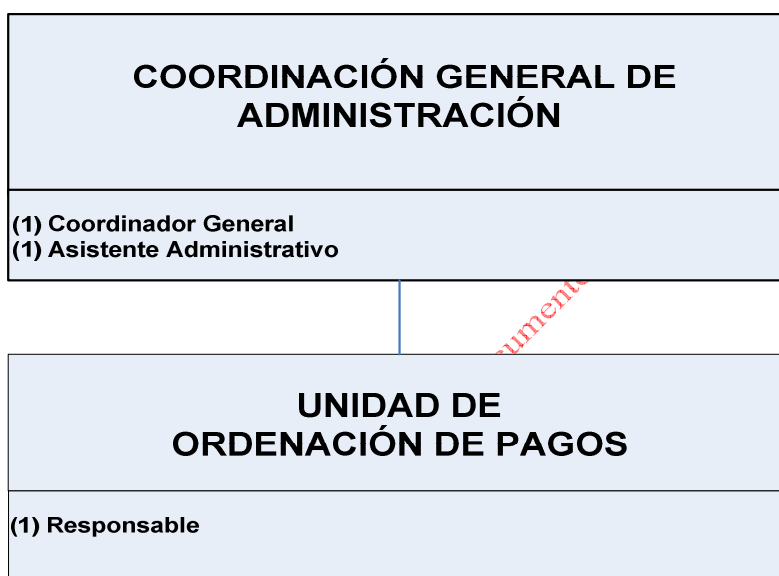 COORDINACIÓN GENERAL DE
ADMINISTRACIÓN
(1) Coordinador General
(1) Asistente Administrativo
UNIDAD DE
ORDENACIÓN DE PAGOS
(1) Responsable